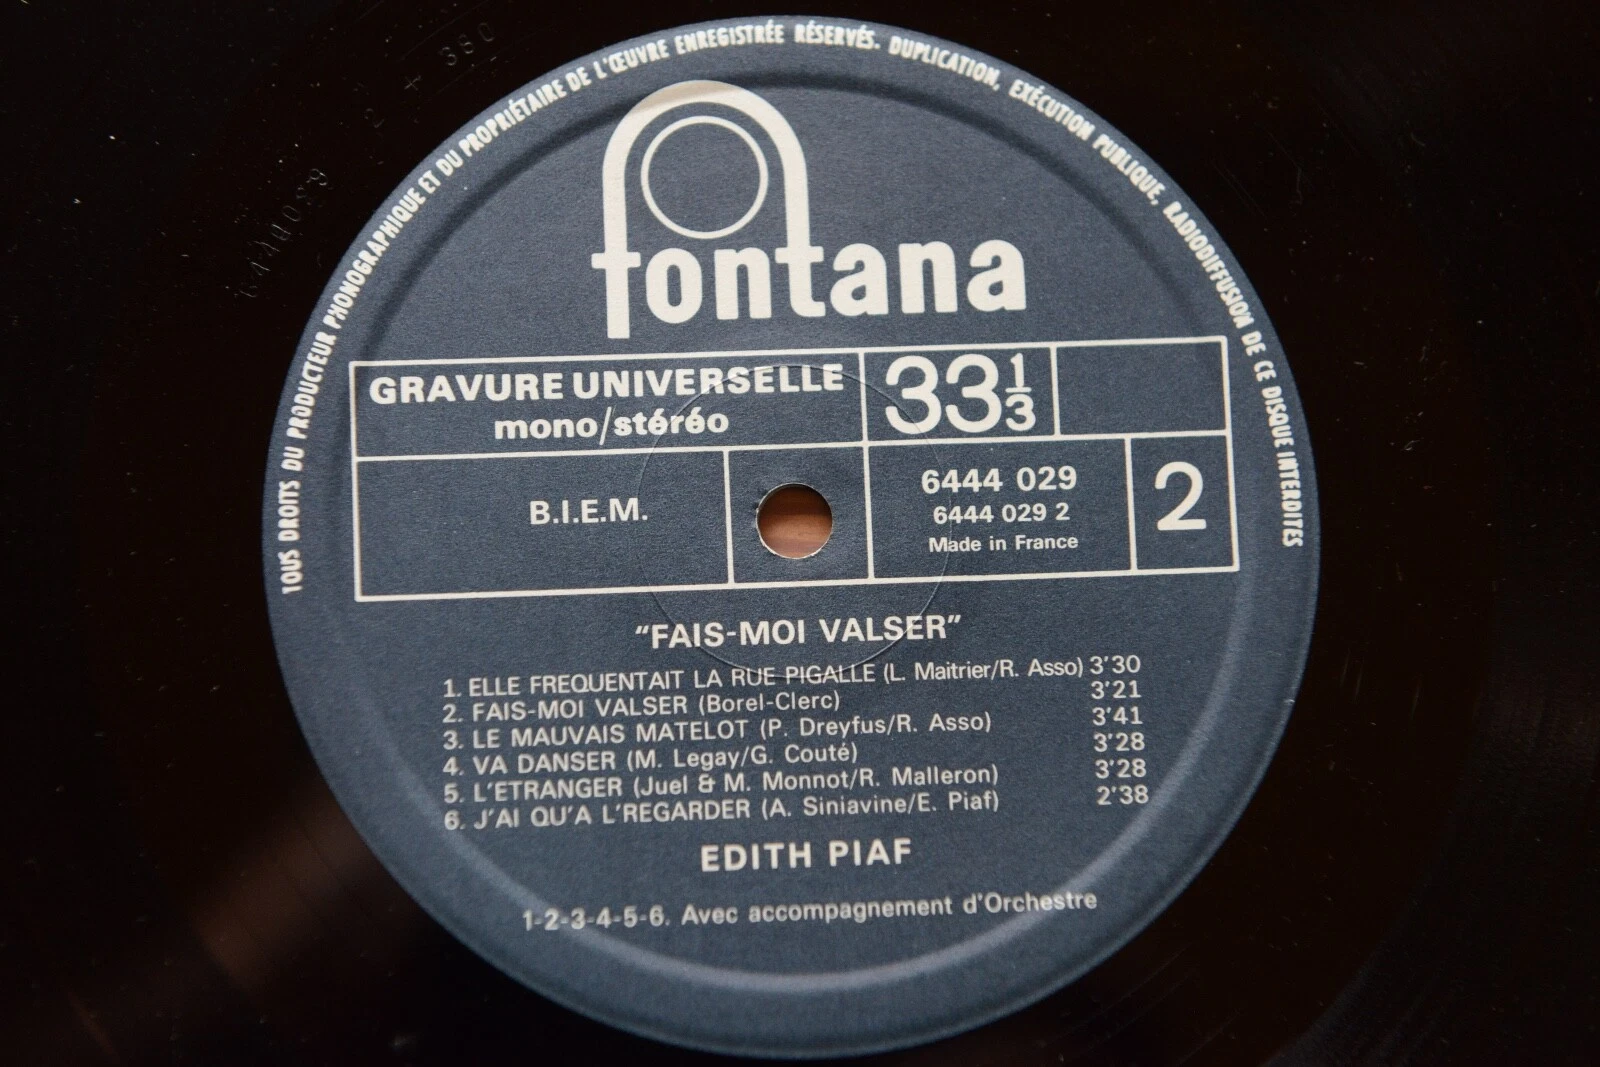 TOUS DROITS DU PRODUCTEUR PHONOGRAPHIQUE ET DU PROPRIÉTAIRE DE L'ŒUVRE ENREGISTRÉE RÉSERVÉS. DUPLICATION, EXÉCUTION PUBLIQUE, RADIODIFFUSION DE CE DISQUE INTERDITES
fontana
GRAVURE UNIVERSELLE
mono/stéréo
33 1/3
B.I.E.M.
6444 029
6444 029 2
Made in France
2
"FAIS-MOI VALSER"
1. ELLE FREQUENTAIT LA RUE PIGALLE (L. Maitrier/R. Asso) 3'30
2. FAIS-MOI VALSER (Borel-Clerc) 3'21
3. LE MAUVAIS MATELOT (P. Dreyfus/R. Asso) 3'41
4. VA DANSER (M. Legay/G. Couté) 3'28
5. L'ETRANGER (Juel & M. Monnot/R. Malleron) 3'28
6. J'AI QU'A L'REGARDER (A. Siniavine/E. Piaf) 2'38
EDITH PIAF
1-2-3-4-5-6. Avec accompagnement d'Orchestre
380